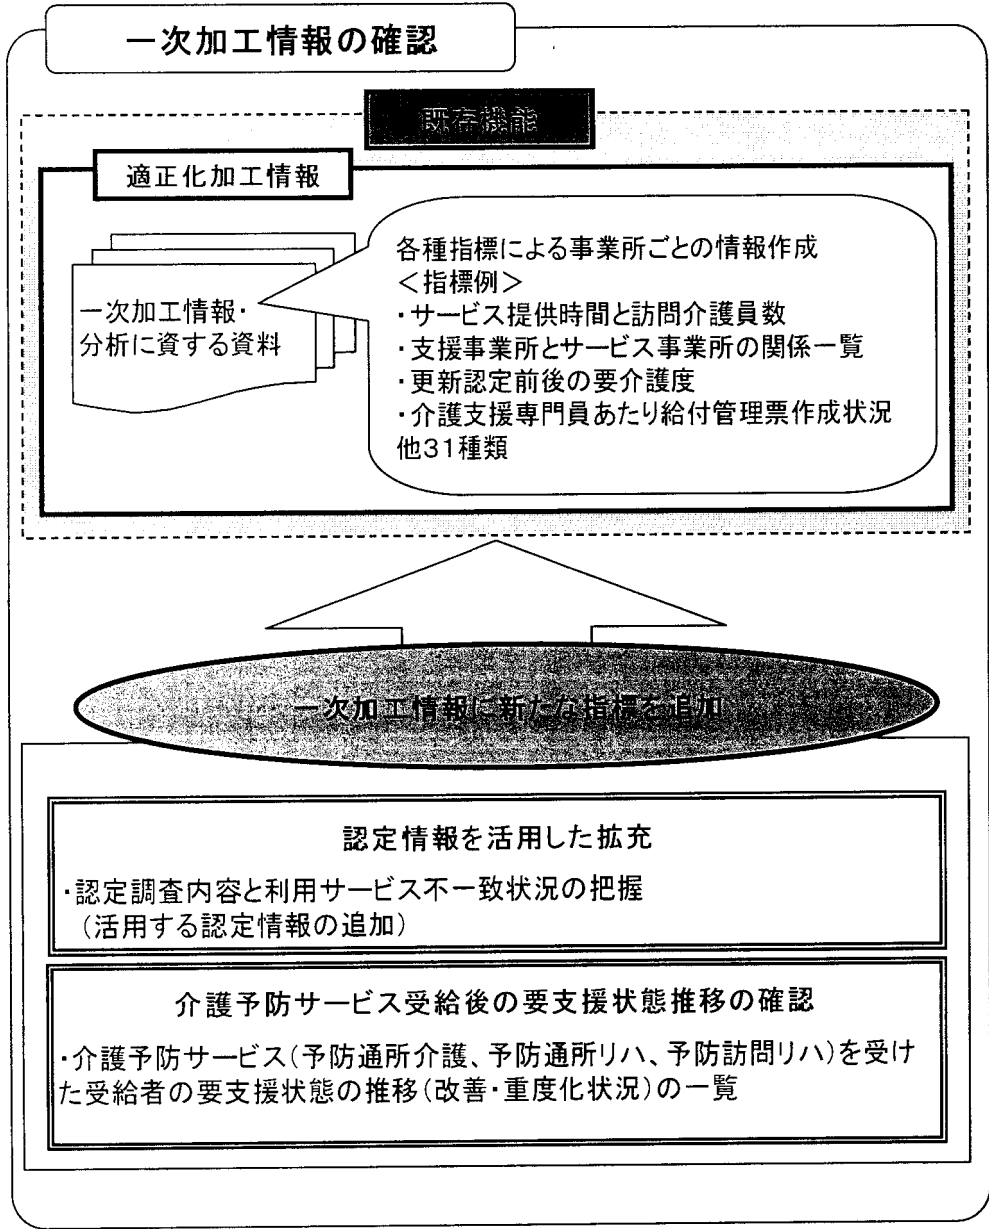 一次加工情報の確認
既存機能
適正化加工情報
一次加工情報・
分析に資する資料
各種指標による事業所ごとの情報作成
＜指標例＞
・サービス提供時間と訪問介護員数
・支援事業所とサービス事業所の関係一覧
・更新認定前後の要介護度
・介護支援専門員あたり給付管理票作成状況
他31種類
一次加工情報に新たな指標を追加
認定情報を活用した拡充
・認定調査内容と利用サービス不一致状況の把握
（活用する認定情報の追加）
介護予防サービス受給後の要支援状態推移の確認
・介護予防サービス（予防通所介護、予防通所リハ、予防訪問リハ）を受け
た受給者の要支援状態の推移（改善・重度化状況）の一覧